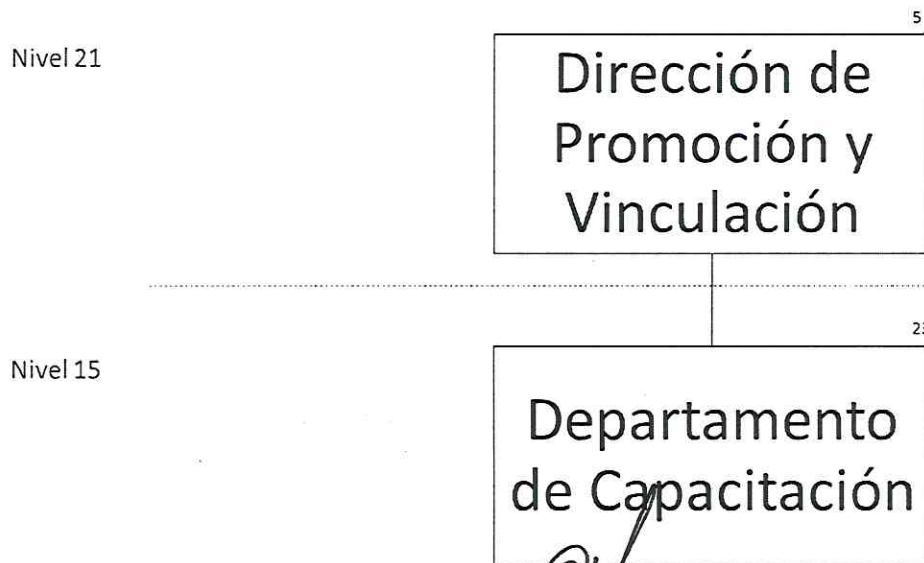 5
Nivel 21
Dirección de
Promoción y
Vinculación
Nivel 15
Departamento
de Capacitación